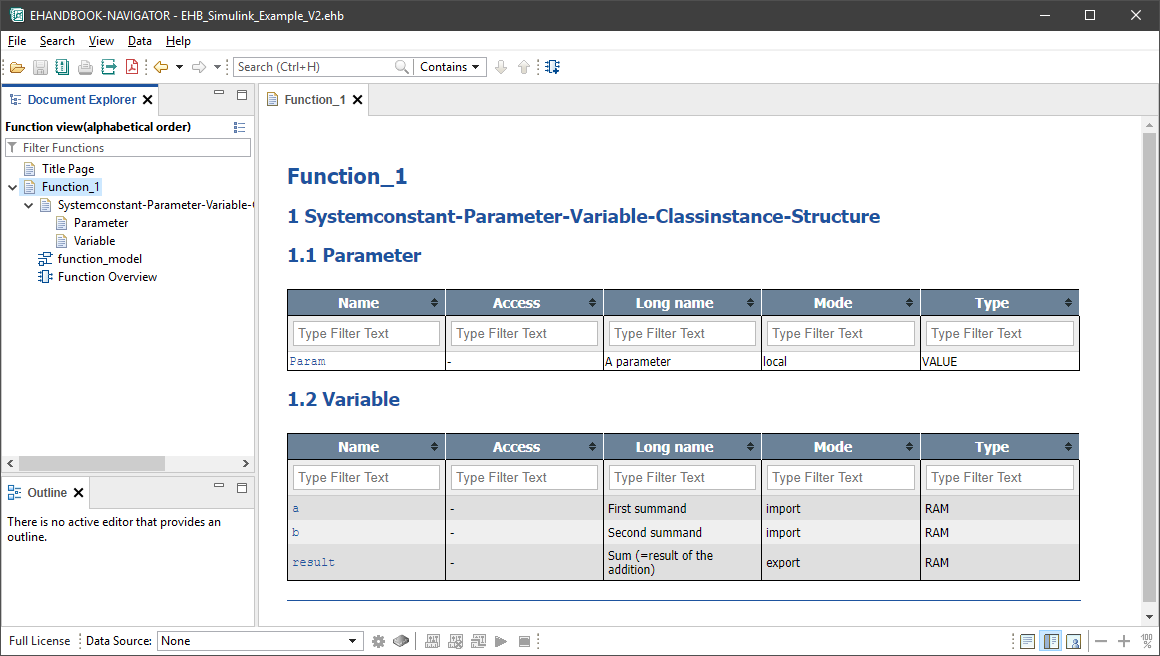 EHANDBOOK-NAVIGATOR - EHB_Simulink_Example_V2.ehb
File Search View Data Help
Search (Ctrl+H) Contains
Document Explorer
Function view(alphabetical order)
Filter Functions
Title Page
Function_1
Systemconstant-Parameter-Variable-
Parameter
Variable
function_model
Function Overview
Outline
There is no active editor that provides an
outline.
Function_1
Function_1
1 Systemconstant-Parameter-Variable-Classinstance-Structure
1.1 Parameter
Name Access Long name Mode Type
Type Filter Text Type Filter Text Type Filter Text Type Filter Text Type Filter Text
Param - A parameter local VALUE
1.2 Variable
Name Access Long name Mode Type
Type Filter Text Type Filter Text Type Filter Text Type Filter Text Type Filter Text
a - First summand import RAM
b - Second summand import RAM
result - Sum (=result of the
addition) export RAM
Full License Data Source: None
100
%